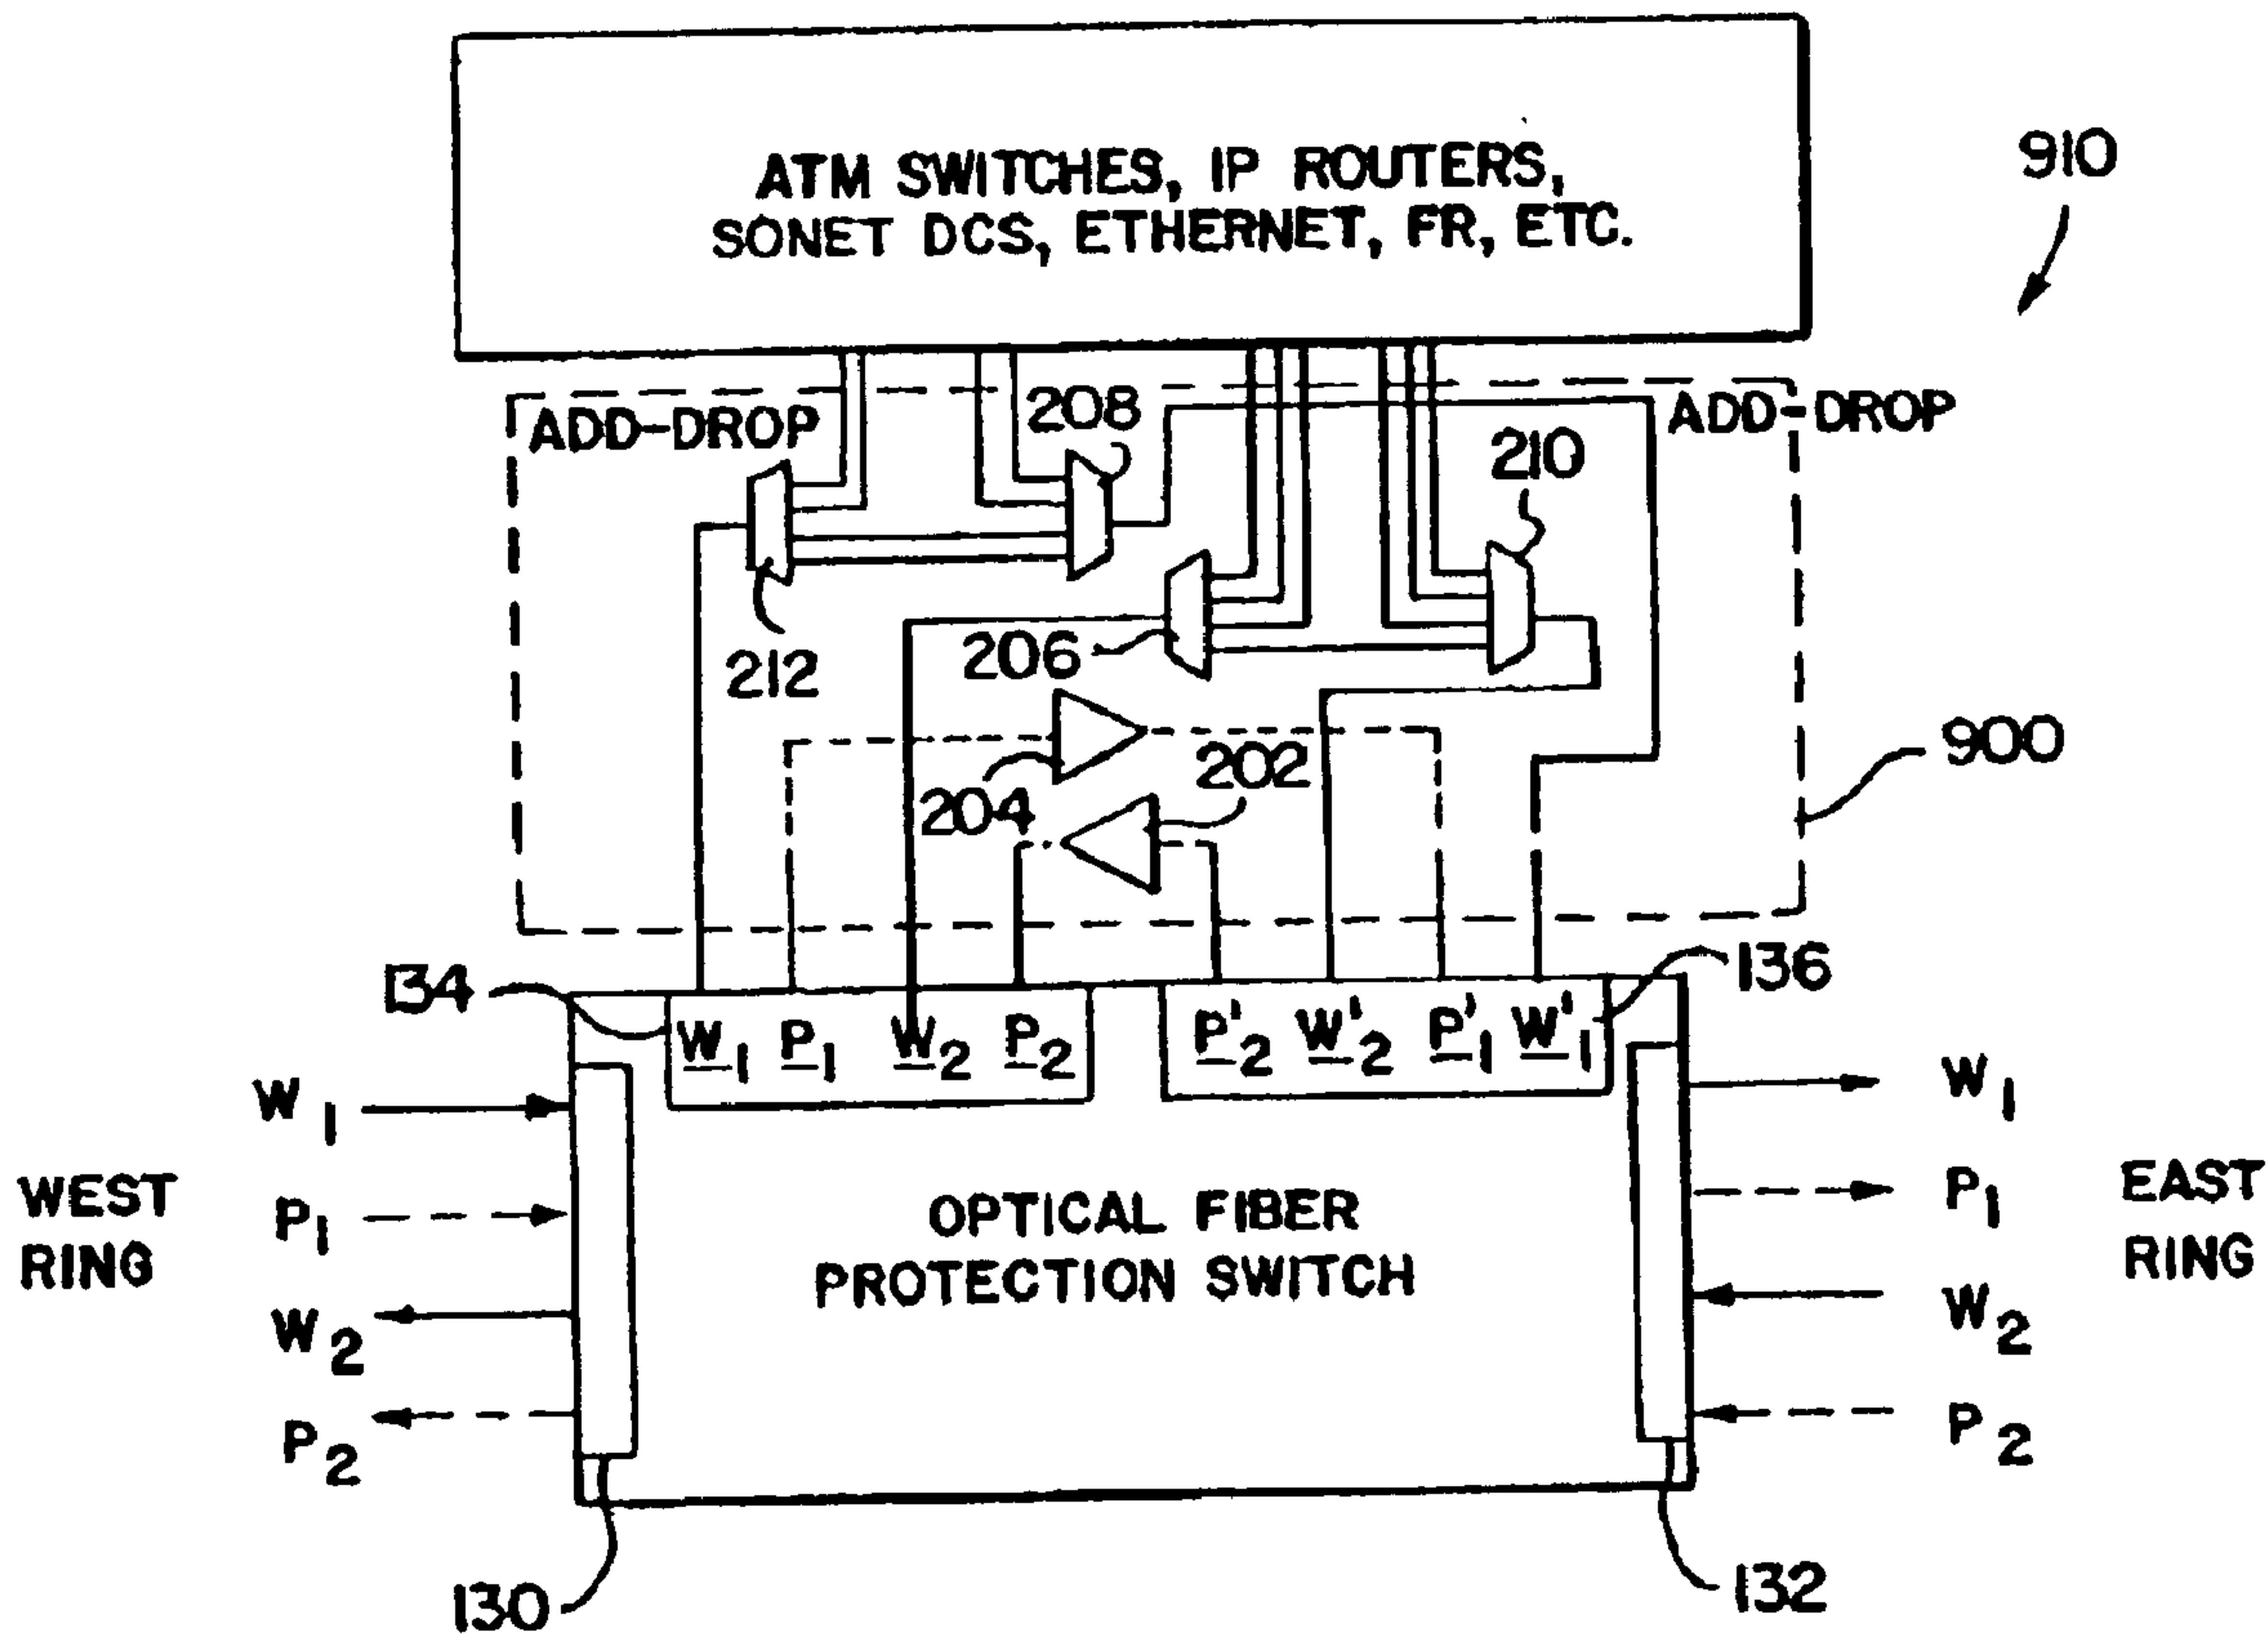 ATM SWITCHES, IP ROUTERS,
SONET DCS, ETHERNET, FR, ETC.
910
ADD-DROP
208
ADD-DROP
210
212
206
204
202
900
134
136
W1 P1 W2 P2
P'2 W'2 P'1 W'1
W1
P1
W2
P2
WEST
RING
OPTICAL FIBER
PROTECTION SWITCH
W1
P1
W2
P2
EAST
RING
130
132